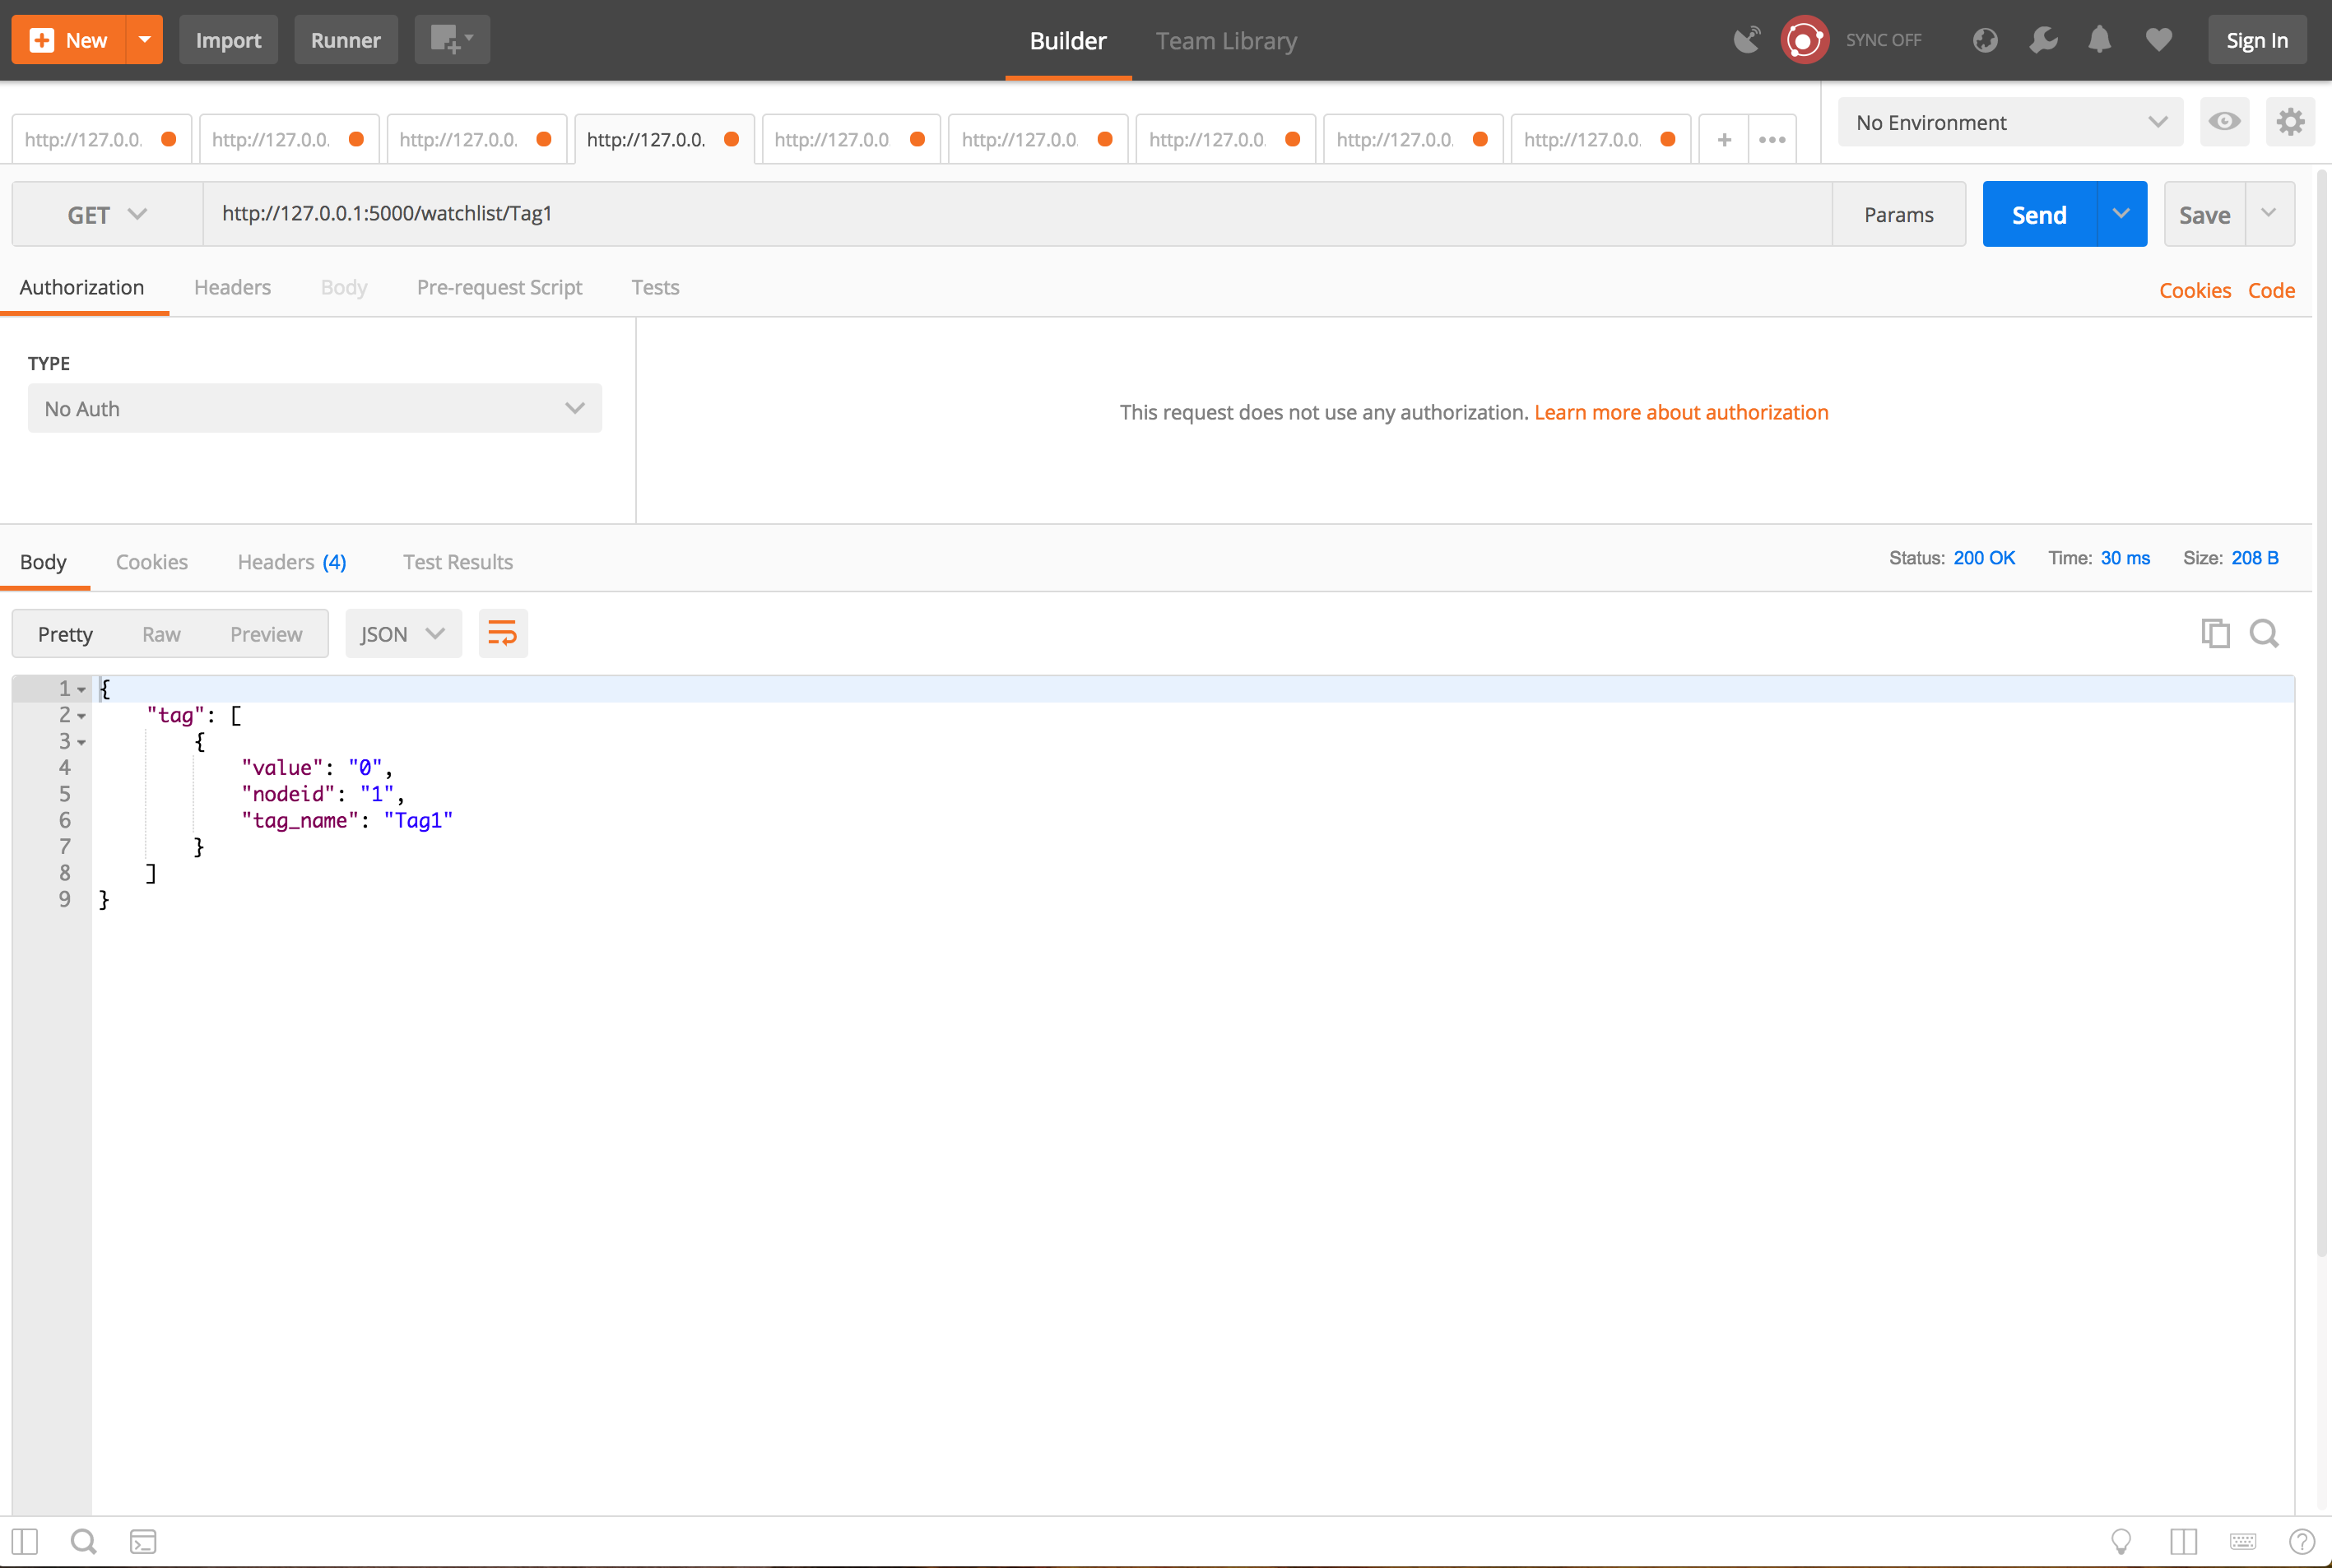 New Import Runner Builder Team Library SYNC OFF Sign In
http://127.0.0. http://127.0.0. http://127.0.0. http://127.0.0. http://127.0.0 http://127.0.0 http://127.0.0. http://127.0.0. http://127.0.0. + ••• No Environment
GET http://127.0.0.1:5000/watchlist/Tag1 Params Send Save
Authorization Headers Body Pre-request Script Tests Cookies Code
TYPE
No Auth
This request does not use any authorization. Learn more about authorization
Body Cookies Headers (4) Test Results Status: 200 OK Time: 30 ms Size: 208 B
Pretty Raw Preview JSON
1 {
2 "tag": [
3 {
4 "value": "0",
5 "nodeid": "1",
6 "tag_name": "Tag1"
7 }
8 ]
9 }